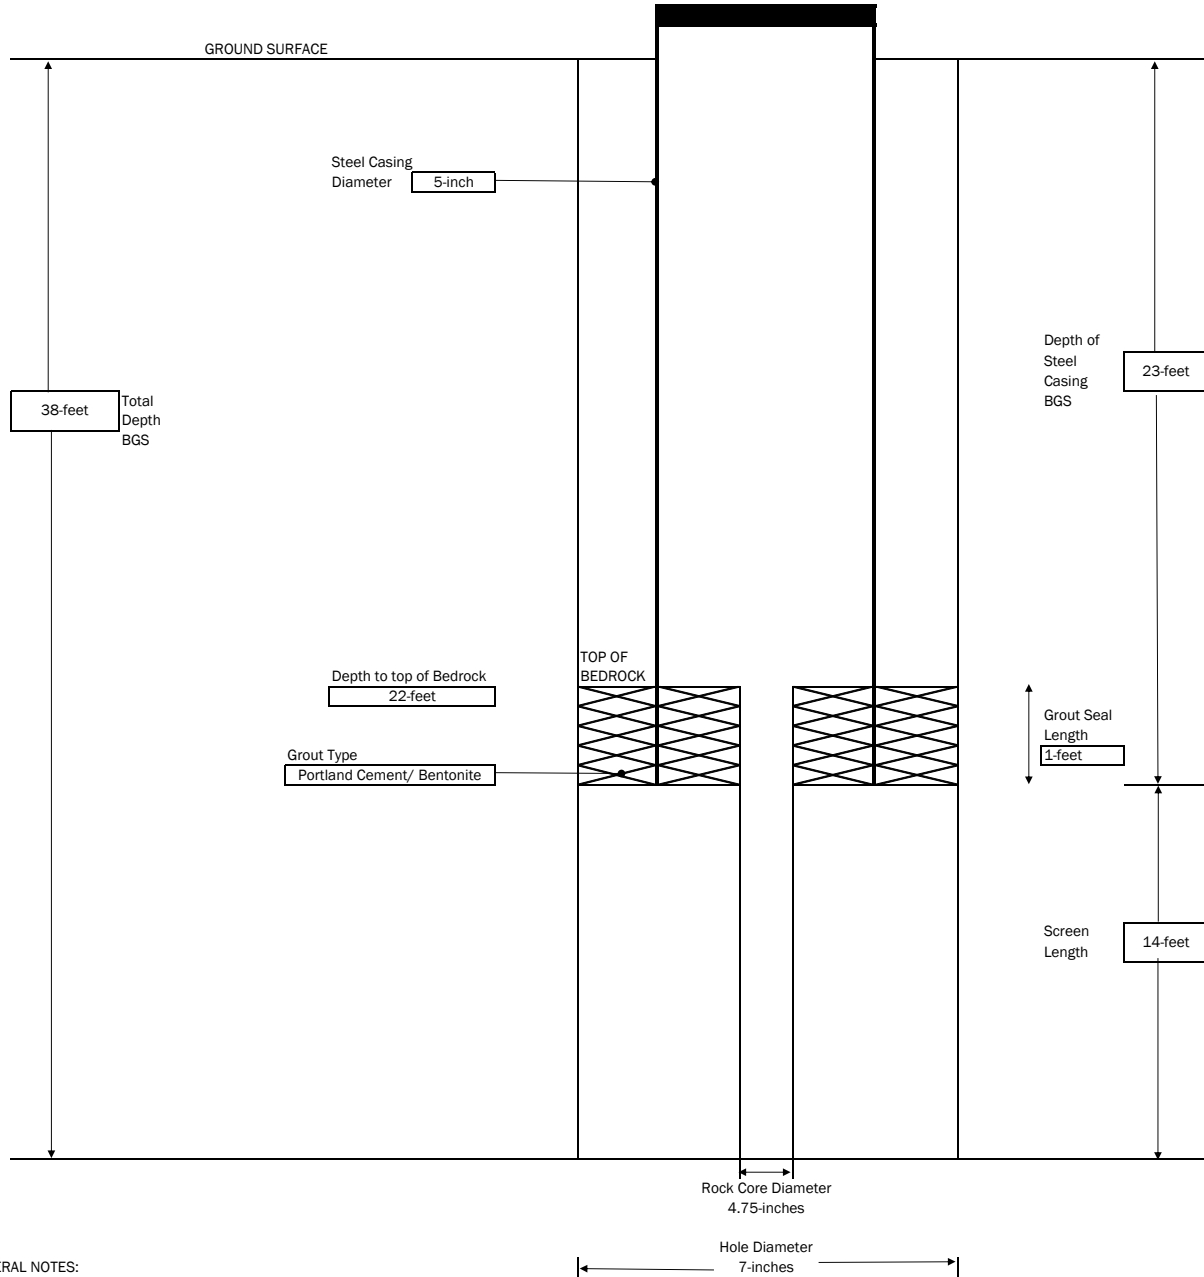 GROUND SURFACE
Steel Casing
Diameter
5-inch
Depth of
Steel
Casing
BGS
23-feet
38-feet
Total
Depth
BGS
TOP OF
BEDROCK
Depth to top of Bedrock
22-feet
Grout Seal
Length
1-feet
Grout Type
Portland Cement/ Bentonite
Screen
Length
14-feet
Rock Core Diameter
4.75-inches
Hole Diameter
7-inches
ERAL NOTES: